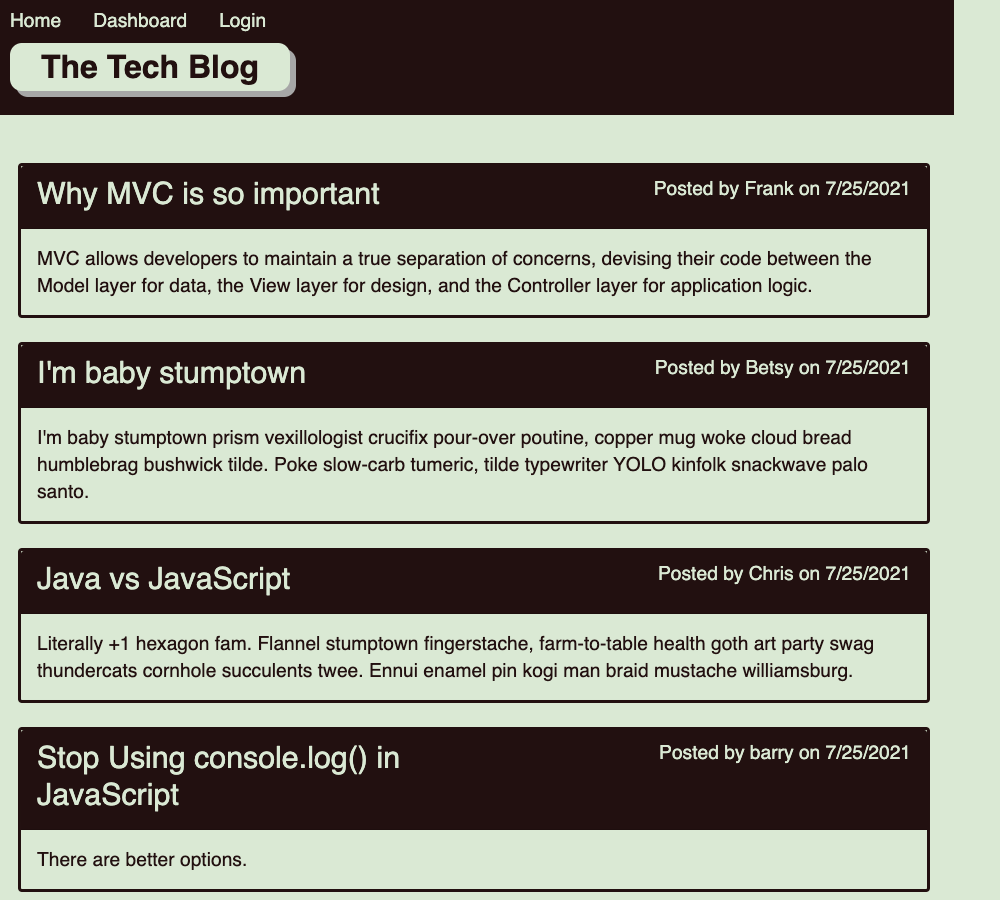 Home Dashboard Login
The Tech Blog
Why MVC is so important
Posted by Frank on 7/25/2021
MVC allows developers to maintain a true separation of concerns, devising their code between the
Model layer for data, the View layer for design, and the Controller layer for application logic.
I'm baby stumptown
Posted by Betsy on 7/25/2021
I'm baby stumptown prism vexillologist crucifix pour-over poutine, copper mug woke cloud bread
humblebrag bushwick tilde. Poke slow-carb tumeric, tilde typewriter YOLO kinfolk snackwave palo
santo.
Java vs JavaScript
Posted by Chris on 7/25/2021
Literally +1 hexagon fam. Flannel stumptown fingerstache, farm-to-table health goth art party swag
thundercats cornhole succulents twee. Ennui enamel pin kogi man braid mustache williamsburg.
Stop Using console.log() in
JavaScript
Posted by barry on 7/25/2021
There are better options.